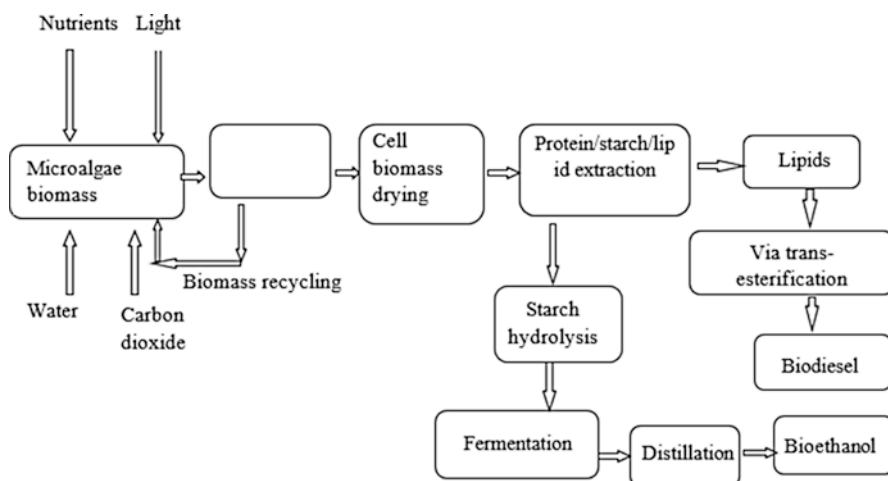 Nutrients
Light
Microalgae
biomass
Cell
biomass
drying
Protein/starch/lip
id extraction
Lipids
Biomass recycling
Via trans-
esterification
Water
Carbon
dioxide
Starch
hydrolysis
Biodiesel
Fermentation
Distillation
Bioethanol